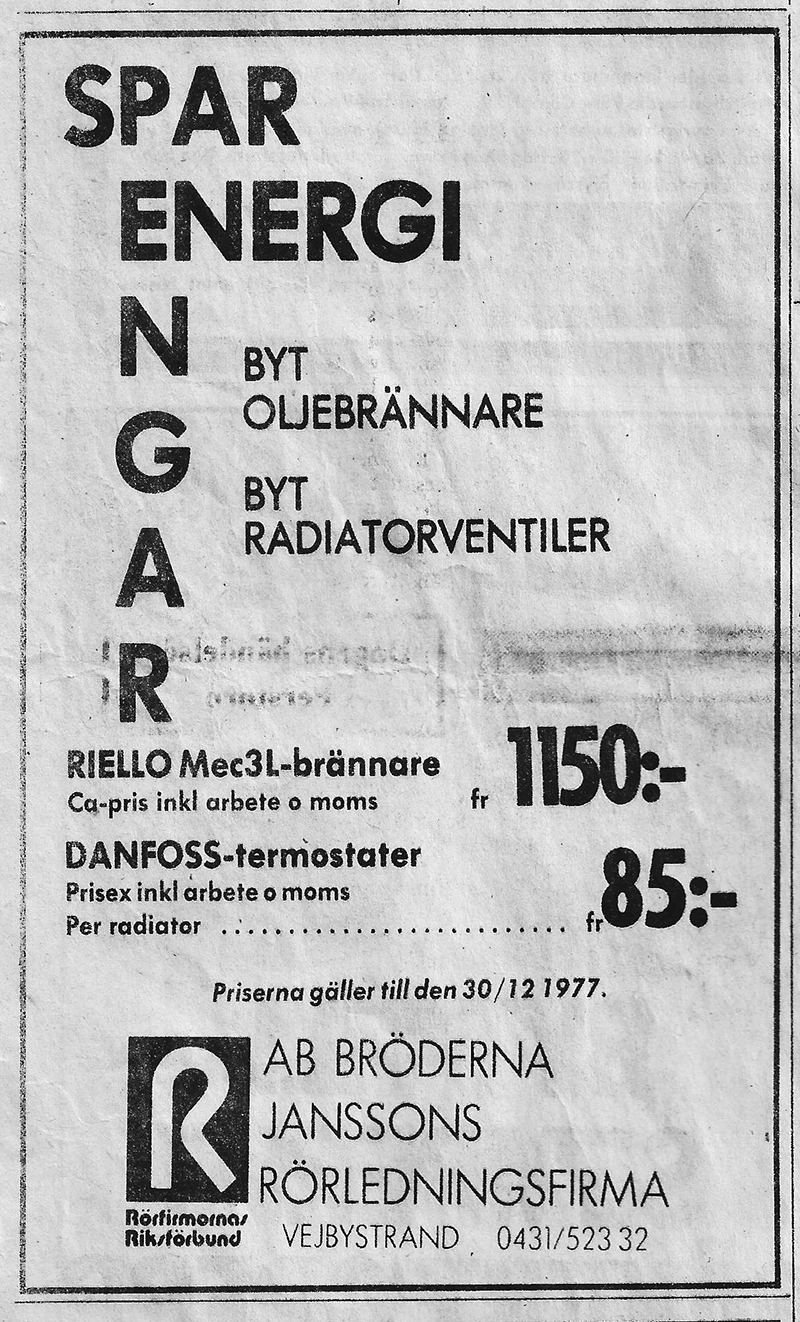 SPAR
ENERGI
N
G
A
R
BYT
OLJEBRÄNNARE
BYT
RADIATORVENTILER
RIELLO Mec3L-brännare
Ca-pris inkl arbete o moms fr 1150:-
DANFOSS-termostater
Prisex inkl arbete o moms
Per radiator .......................... fr 85:-
Priserna gäller till den 30/12 1977.
R
Rörfirmornas
Riksförbund
AB BRÖDERNA
JANSSONS
RÖRLEDNINGSFIRMA
VEJBYSTRAND 0431/523 32